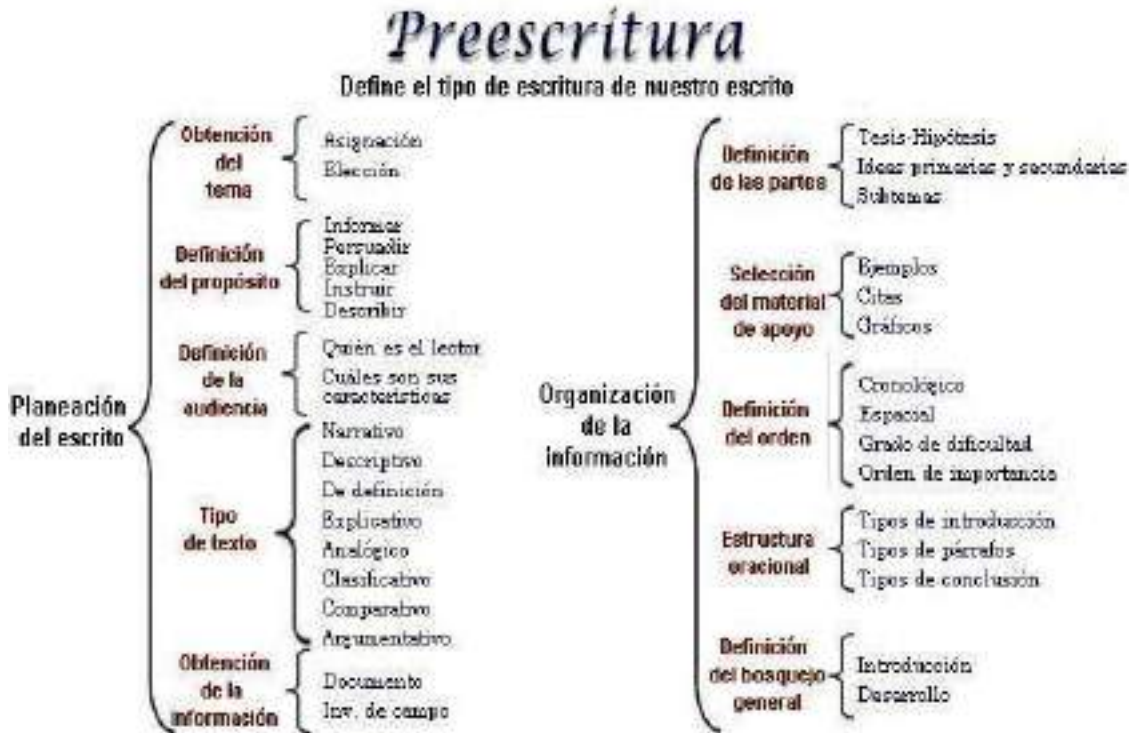 Preescritura
Define el tipo de escritura de nuestro escrito
Planeación
del escrito
Obtención
del
tema
Asignación
Elección
Definición
del propósito
Informar
Persuadir
Explicar
Instruir
Describir
Definición
de la
audiencia
Quién es el lector
Cuáles son sus
características
Tipo
de texto
Narrativo
Descriptivo
De definición
Explicativo
Analógico
Clasificativo
Comparativo
Argumentativo
Obtención
de la
información
Documento
Inv. de campo
Organización
de la
información
Definición
de las partes
Tesis-Hipótesis
Ideas primarias y secundarias
Subtemas
Selección
del material
de apoyo
Ejemplos
Citas
Gráficos
Definición
del orden
Cronológico
Espacial
Grado de dificultad
Orden de importancia
Estructura
oracional
Tipos de introducción
Tipos de párrafos
Tipos de conclusión
Definición
del bosquejo
general
Introducción
Desarrollo